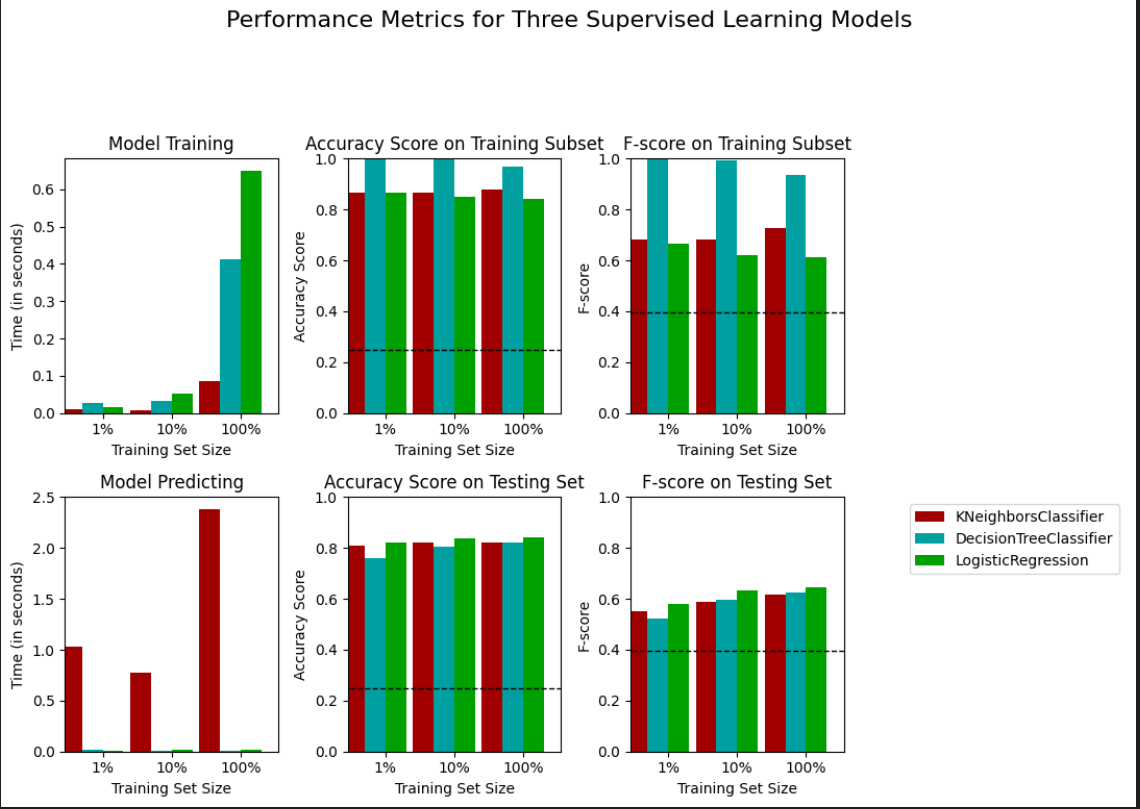 Performance Metrics for Three Supervised Learning Models
Model Training
Time (in seconds)
0.6
0.5
0.4
0.3
0.2
0.1
0.0
1% 10% 100%
Training Set Size
Accuracy Score on Training Subset
Accuracy Score
1.0
0.8
0.6
0.4
0.2
0.0
1% 10% 100%
Training Set Size
F-score on Training Subset
F-score
1.0
0.8
0.6
0.4
0.2
0.0
1% 10% 100%
Training Set Size
Model Predicting
Time (in seconds)
2.5
2.0
1.5
1.0
0.5
0.0
1% 10% 100%
Training Set Size
Accuracy Score on Testing Set
Accuracy Score
1.0
0.8
0.6
0.4
0.2
0.0
1% 10% 100%
Training Set Size
F-score on Testing Set
F-score
1.0
0.8
0.6
0.4
0.2
0.0
1% 10% 100%
Training Set Size
KNeighborsClassifier
DecisionTreeClassifier
LogisticRegression